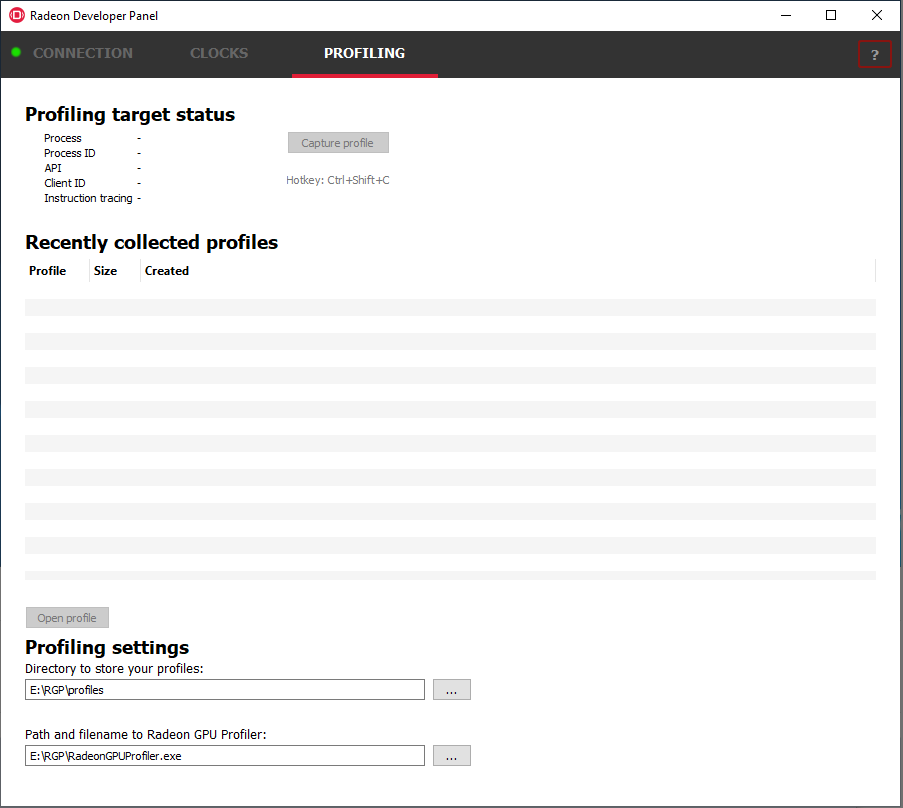 Radeon Developer Panel
CONNECTION CLOCKS PROFILING ?
Profiling target status
Process -
Process ID -
API -
Client ID -
Instruction tracing -
Capture profile
Hotkey: Ctrl+Shift+C
Recently collected profiles
Profile Size Created
Open profile
Profiling settings
Directory to store your profiles:
E:\RGP\profiles ...
Path and filename to Radeon GPU Profiler:
E:\RGP\RadeonGPUProfiler.exe ...